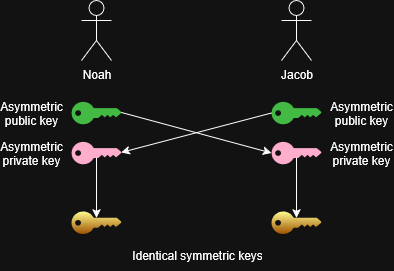 Noah
Jacob
Asymmetric
public key
Asymmetric
public key
Asymmetric
private key
Asymmetric
private key
Identical symmetric keys